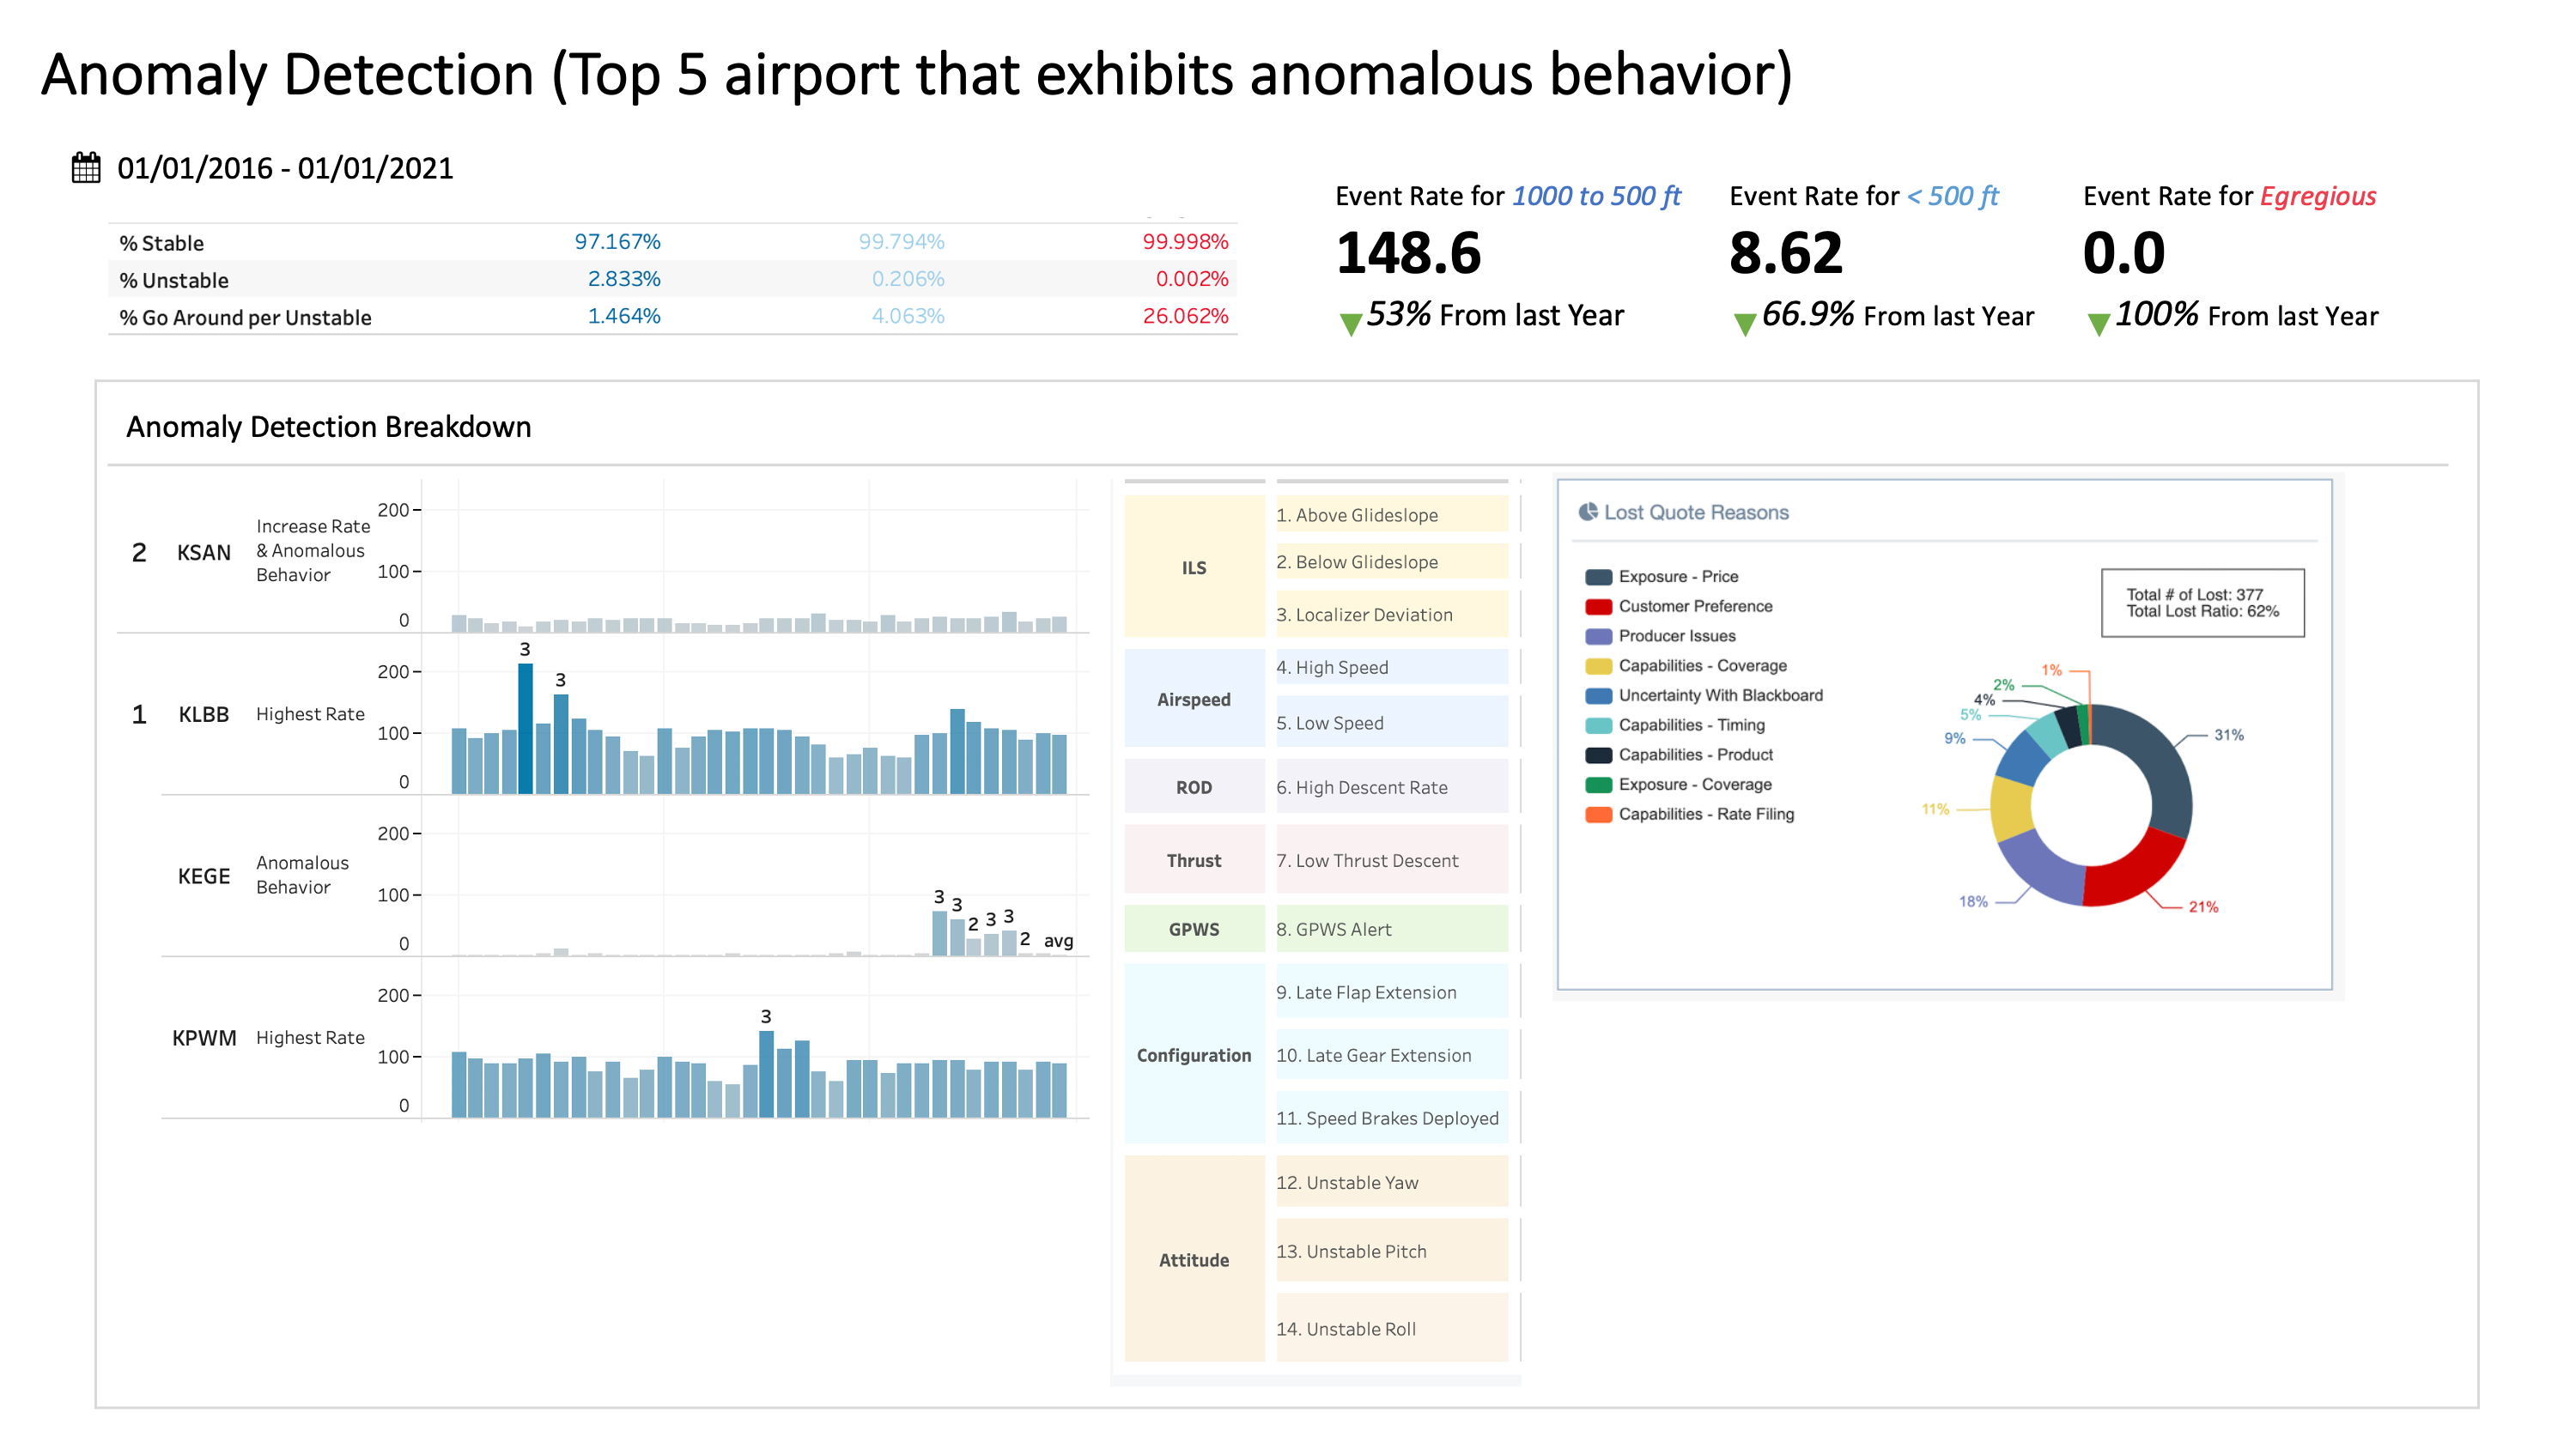 Anomaly Detection (Top 5 airport that exhibits anomalous behavior)
01/01/2016 - 01/01/2021
% Stable 97.167% 99.794% 99.998%
% Unstable 2.833% 0.206% 0.002%
% Go Around per Unstable 1.464% 4.063% 26.062%
Event Rate for 1000 to 500 ft
148.6
53% From last Year
Event Rate for < 500 ft
8.62
66.9% From last Year
Event Rate for Egregious
0.0
100% From last Year
Anomaly Detection Breakdown
2 KSAN
Increase Rate
& Anomalous
Behavior
200
100
0
1 KLBB Highest Rate
200
100
0
3
3
KEGE
Anomalous
Behavior
200
100
0
3
3
2
3
3
2
avg
KPWM Highest Rate
200
100
0
3
ILS
1. Above Glideslope
2. Below Glideslope
3. Localizer Deviation
Airspeed
4. High Speed
5. Low Speed
ROD
6. High Descent Rate
Thrust
7. Low Thrust Descent
GPWS
8. GPWS Alert
Configuration
9. Late Flap Extension
10. Late Gear Extension
11. Speed Brakes Deployed
Attitude
12. Unstable Yaw
13. Unstable Pitch
14. Unstable Roll
Lost Quote Reasons
Exposure - Price
Customer Preference
Producer Issues
Capabilities - Coverage
Uncertainty With Blackboard
Capabilities - Timing
Capabilities - Product
Exposure - Coverage
Capabilities - Rate Filing
Total # of Lost: 377
Total Lost Ratio: 62%
1%
2%
4%
5%
9%
11%
18%
21%
31%